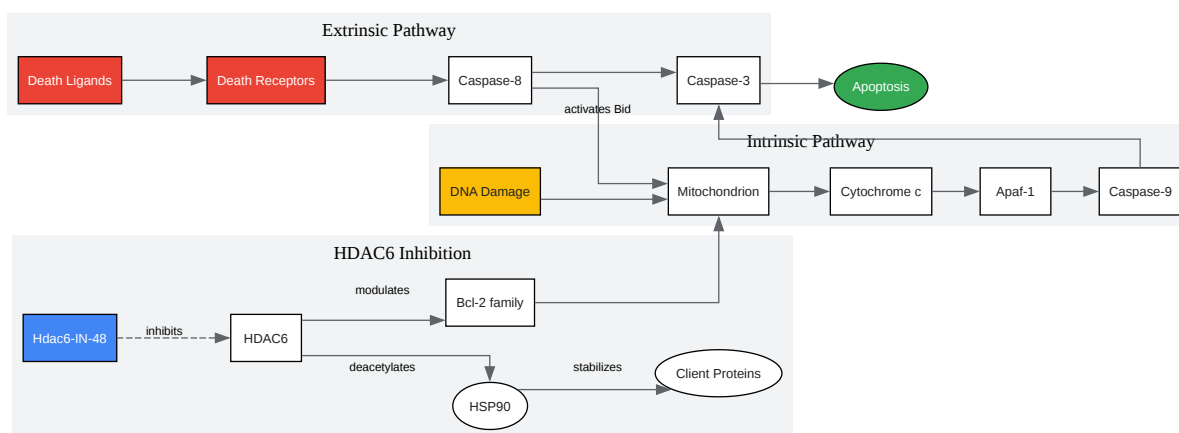 Extrinsic Pathway
Death Ligands
Death Receptors
Caspase-8
Caspase-3
Apoptosis
activates Bid
Intrinsic Pathway
DNA Damage
Mitochondrion
Cytochrome c
Apaf-1
Caspase-9
HDAC6 Inhibition
modulates
Bcl-2 family
Hdac6-IN-48
inhibits
HDAC6
deacetylates
stabilizes
Client Proteins
HSP90